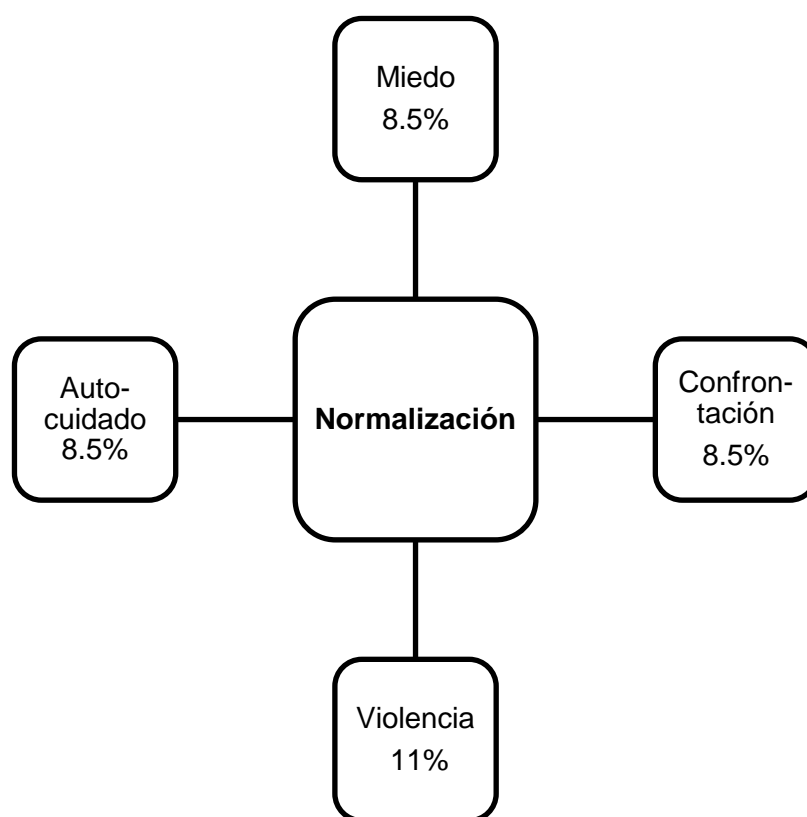 Miedo
8.5%
Auto-
cuidado
8.5%
Normalización
Confron-
tación
8.5%
Violencia
11%